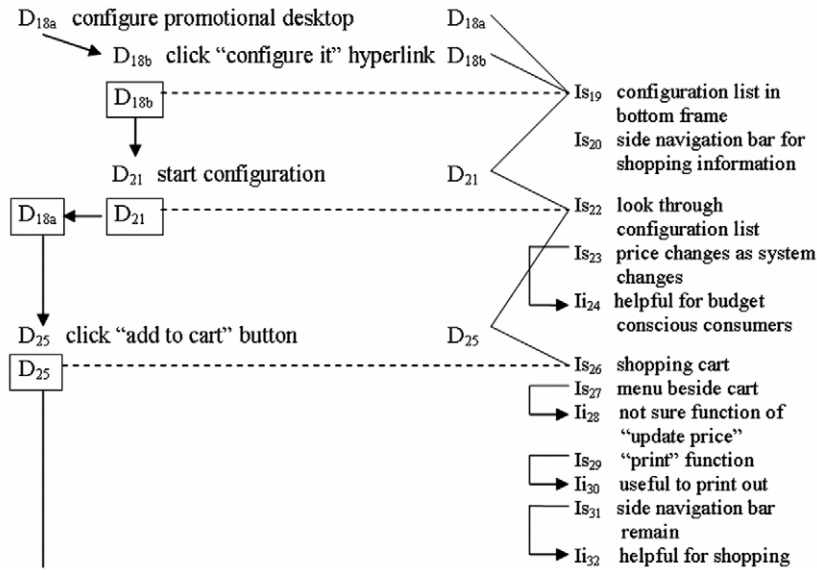 D18a configure promotional desktop D18a
D18b click “configure it” hyperlink D18b
D18b Is19 configuration list in
bottom frame
Is20 side navigation bar for
shopping information
D21 start configuration D21
D18a D21 Is22 look through
configuration list
Is23 price changes as system
changes
Ii24 helpful for budget
conscious consumers
D25 click “add to cart” button D25
D25 Is26 shopping cart
Is27 menu beside cart
Ii28 not sure function of
“update price”
Is29 “print” function
Ii30 useful to print out
Is31 side navigation bar
remain
Ii32 helpful for shopping